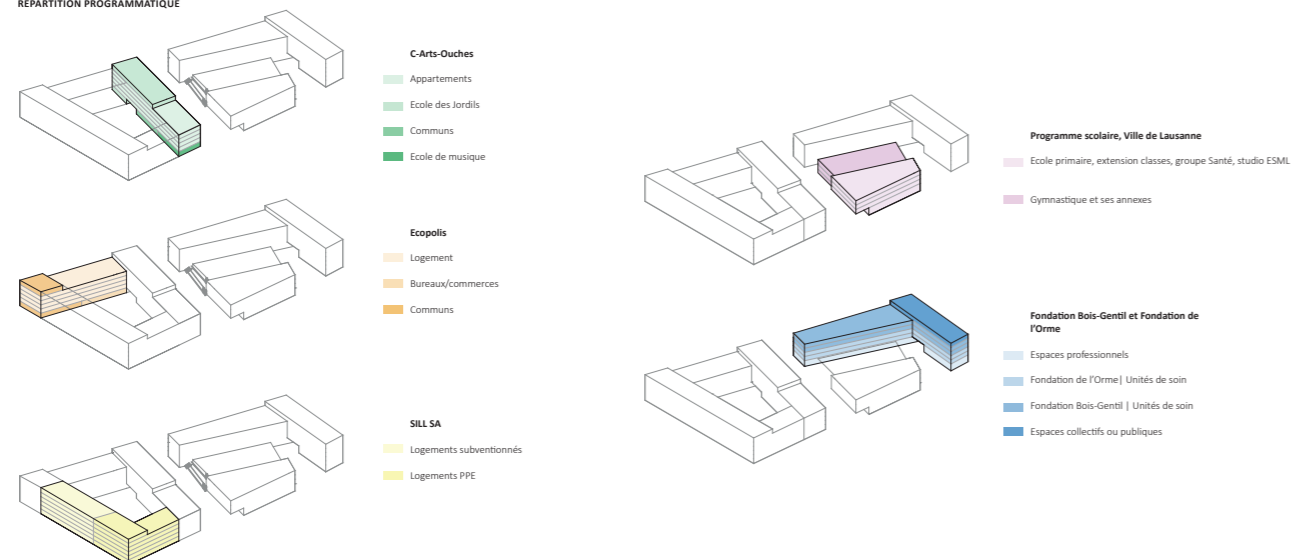 RÉPARTITION PROGRAMMATIQUE
C-Arts-Ouches
Appartements
Ecole des Jordils
Communs
Ecole de musique
Ecopolis
Logement
Bureaux/commerces
Communs
SILL SA
Logements subventionnés
Logements PPE
Programme scolaire, Ville de Lausanne
Ecole primaire, extension classes, groupe Santé, studio ESML
Gymnastique et ses annexes
Fondation Bois-Gentil et Fondation de
l'Orme
Espaces professionnels
Fondation de l'Orme| Unités de soin
Fondation Bois-Gentil | Unités de soin
Espaces collectifs ou publiques